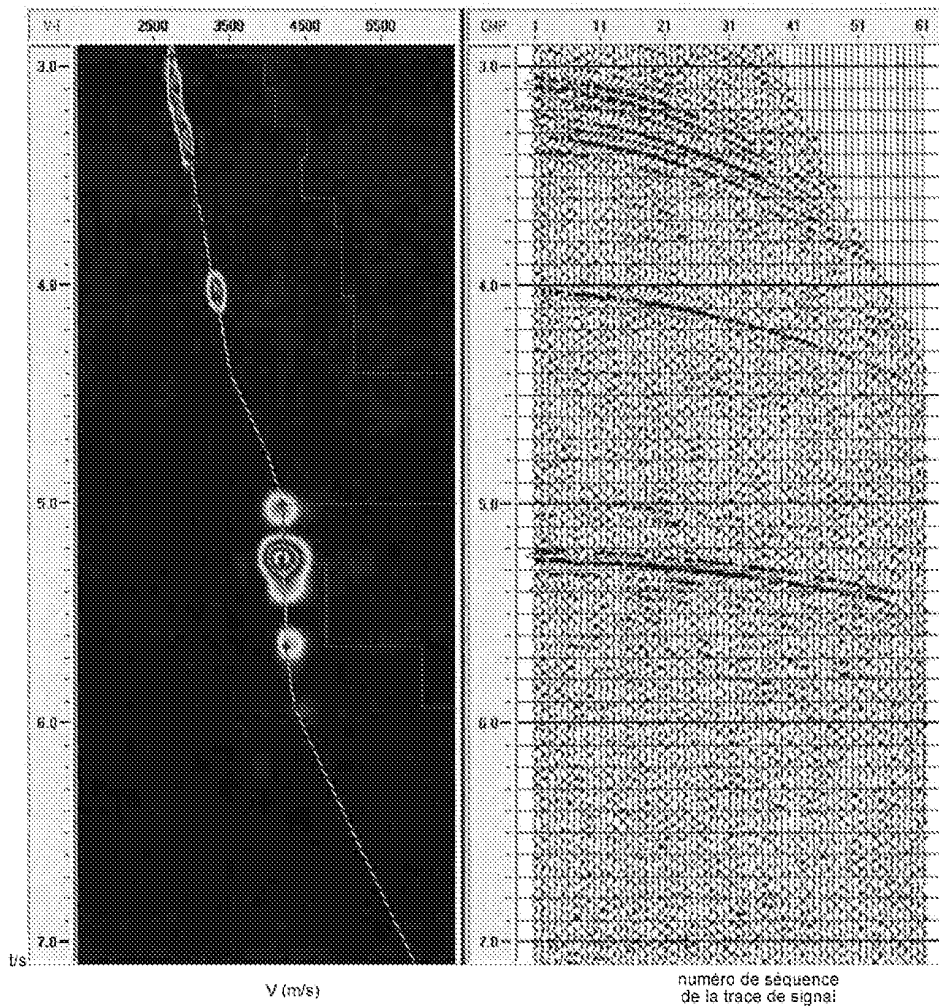 V-t 2500 3500 4500 5500
CMP 1 11 21 31 41 51 61
3.0
4.0
5.0
6.0
7.0
t/s
3.0
4.0
5.0
6.0
7.0
V (m/s)
numéro de séquence
de la trace de signal